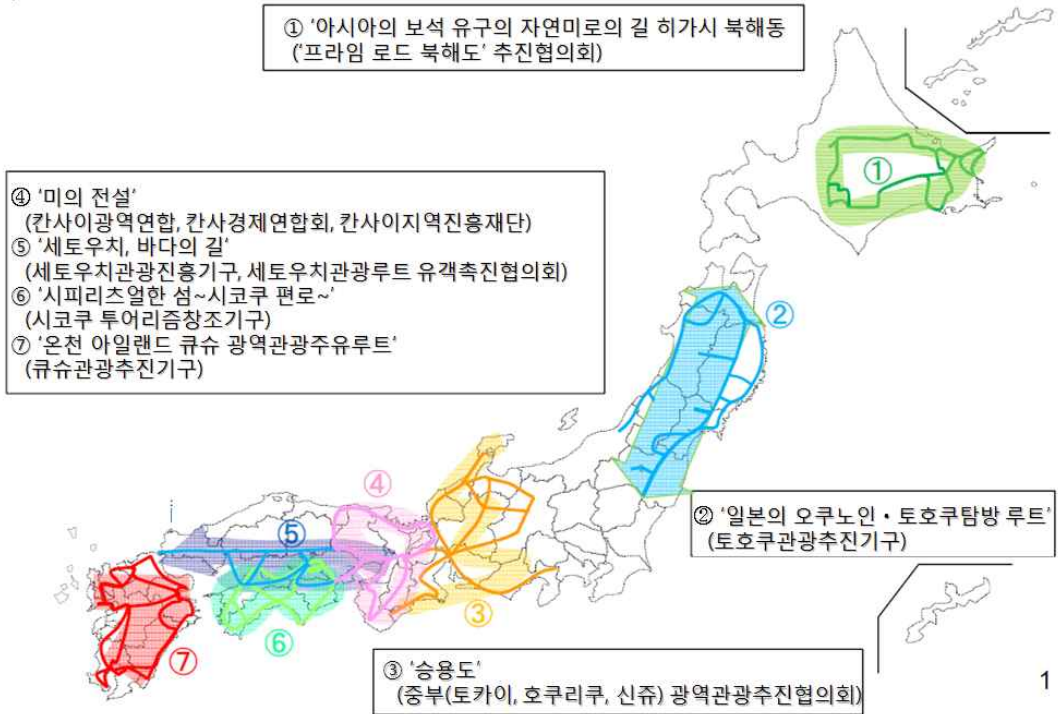 ① '아시아의 보석 유구의 자연미로의 길 히가시 북해동
('프라임 로드 북해도' 추진협의회)
①
④ '미의 전설'
(칸사이광역연합, 칸사경제연합회, 칸사이지역진흥재단)
⑤ '세토우치, 바다의 길'
(세토우치관광진흥기구, 세토우치관광루트 유객촉진협의회)
⑥ '시피리츠얼한 섬~시코쿠 편로~'
(시코쿠 투어리즘창조기구)
⑦ '온천 아일랜드 큐슈 광역관광주유루트'
(큐슈관광추진기구)
②
④
i
⑤
② '일본의 오쿠노인・토호쿠탐방 루트'
(토호쿠관광추진기구)
③
⑥
⑦
③ '승용도'
(중부(토카이, 호쿠리쿠, 신쥬) 광역관광추진협의회)
1